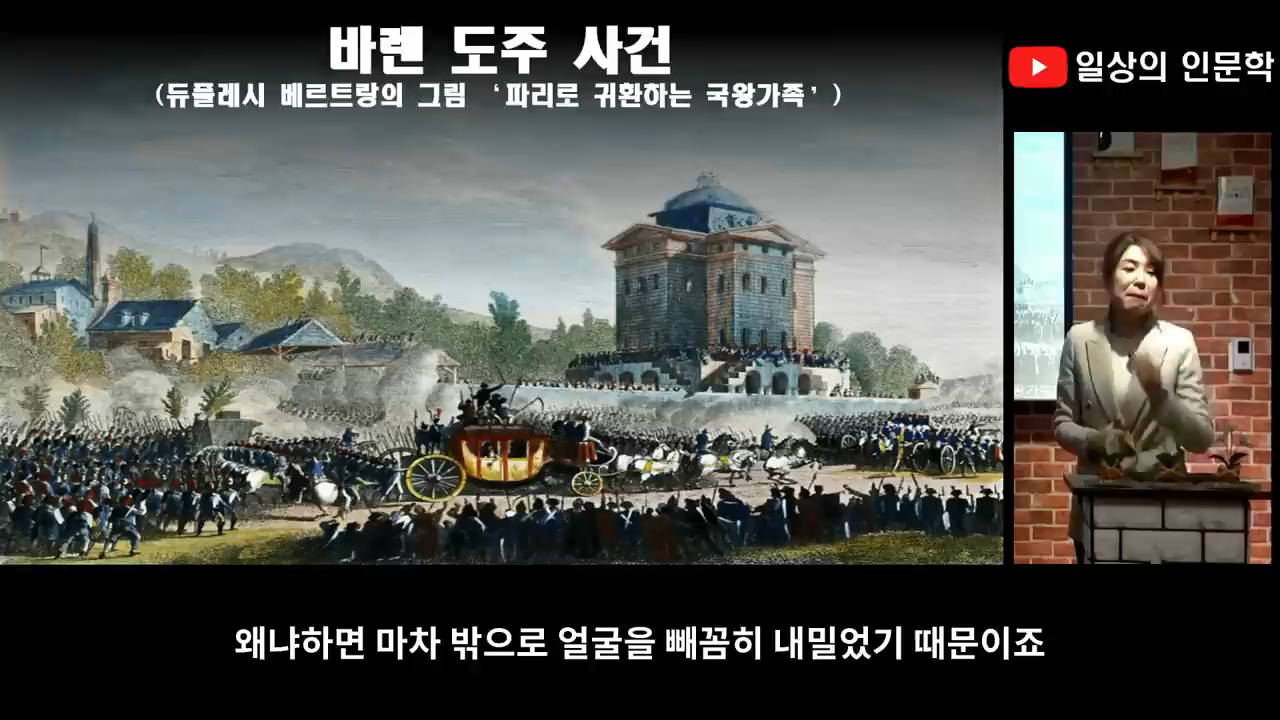 바렌 도주 사건
(듀플레시 베르트랑의 그림 ‘파리로 귀환하는 국왕가족’ )
일상의 인문학
왜냐하면 마차 밖으로 얼굴을 빼꼼히 내밀었기 때문이죠